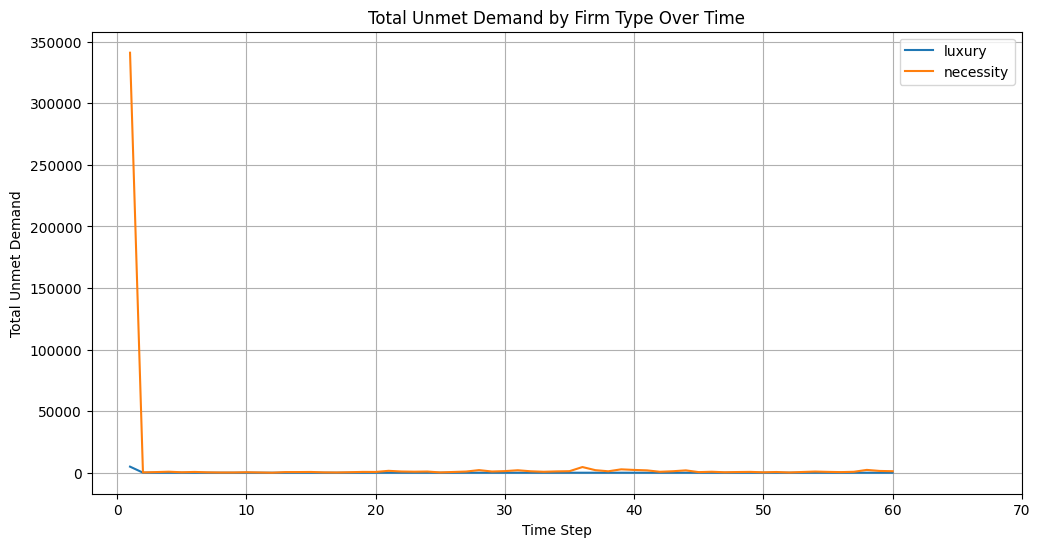 Total Unmet Demand by Firm Type Over Time
luxury
necessity
Total Unmet Demand
350000
300000
250000
200000
150000
100000
50000
0
0 10 20 30 40 50 60 70
Time Step